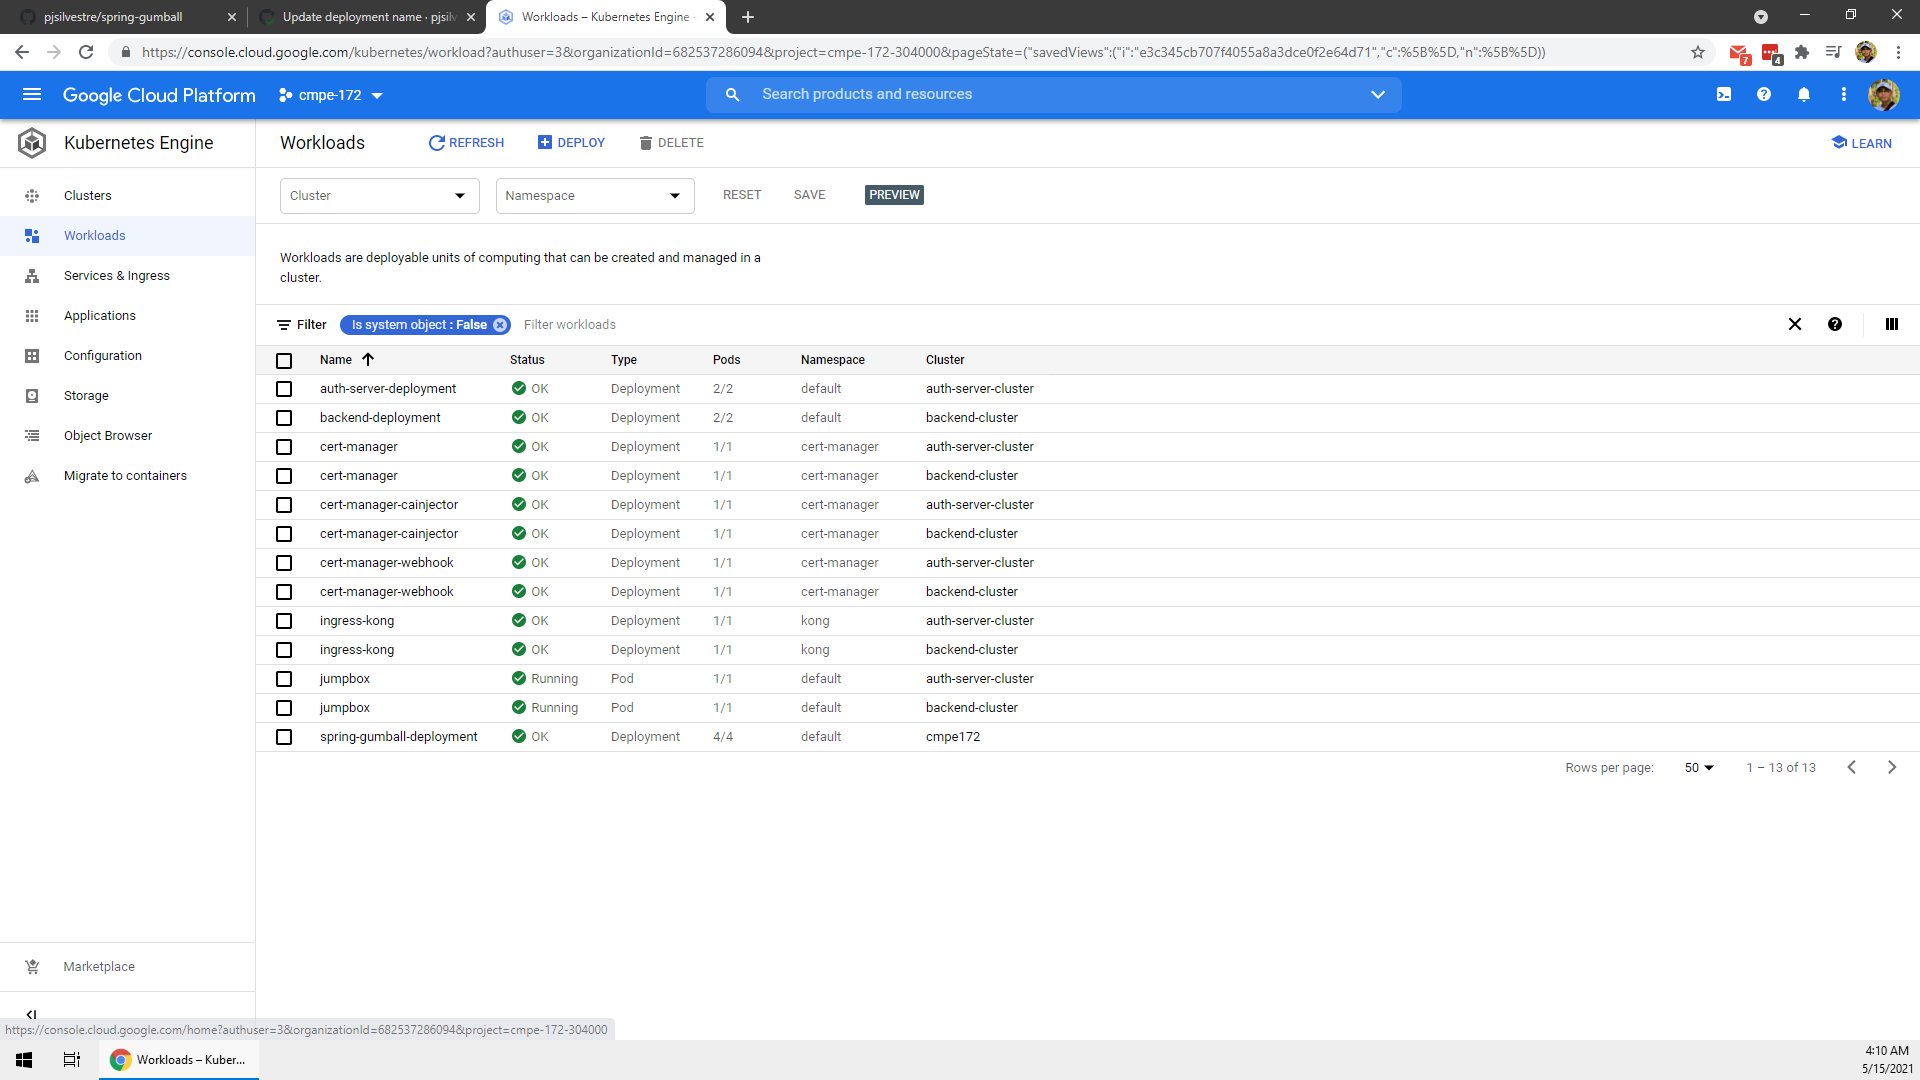 pjsilvestre/spring-gumball
Update deployment name · pjsilv
Workloads – Kubernetes Engine
https://console.cloud.google.com/kubernetes/workload?authuser=3&organizationId=682537286094&project=cmpe-172-304000&pageState=("savedViews":("i":"e3c345cb707f4055a8a3dce0f2e64d71","c":%5B%5D,"n":%5B%5D))
7
4
Google Cloud Platform
cmpe-172
Search products and resources
Kubernetes Engine
Workloads
REFRESH
DEPLOY
DELETE
LEARN
Clusters
Workloads
Services & Ingress
Applications
Configuration
Storage
Object Browser
Migrate to containers
Marketplace
Cluster
Namespace
RESET
SAVE
PREVIEW
Workloads are deployable units of computing that can be created and managed in a
cluster.
Filter Is system object : False Filter workloads
Name Status Type Pods Namespace Cluster
auth-server-deployment OK Deployment 2/2 default auth-server-cluster
backend-deployment OK Deployment 2/2 default backend-cluster
cert-manager OK Deployment 1/1 cert-manager auth-server-cluster
cert-manager OK Deployment 1/1 cert-manager backend-cluster
cert-manager-cainjector OK Deployment 1/1 cert-manager auth-server-cluster
cert-manager-cainjector OK Deployment 1/1 cert-manager backend-cluster
cert-manager-webhook OK Deployment 1/1 cert-manager auth-server-cluster
cert-manager-webhook OK Deployment 1/1 cert-manager backend-cluster
ingress-kong OK Deployment 1/1 kong auth-server-cluster
ingress-kong OK Deployment 1/1 kong backend-cluster
jumpbox Running Pod 1/1 default auth-server-cluster
jumpbox Running Pod 1/1 default backend-cluster
spring-gumball-deployment OK Deployment 4/4 default cmpe172
Rows per page: 50 1 – 13 of 13
https://console.cloud.google.com/home?authuser=3&organizationId=682537286094&project=cmpe-172-304000
Workloads – Kuber...
4:10 AM
5/15/2021